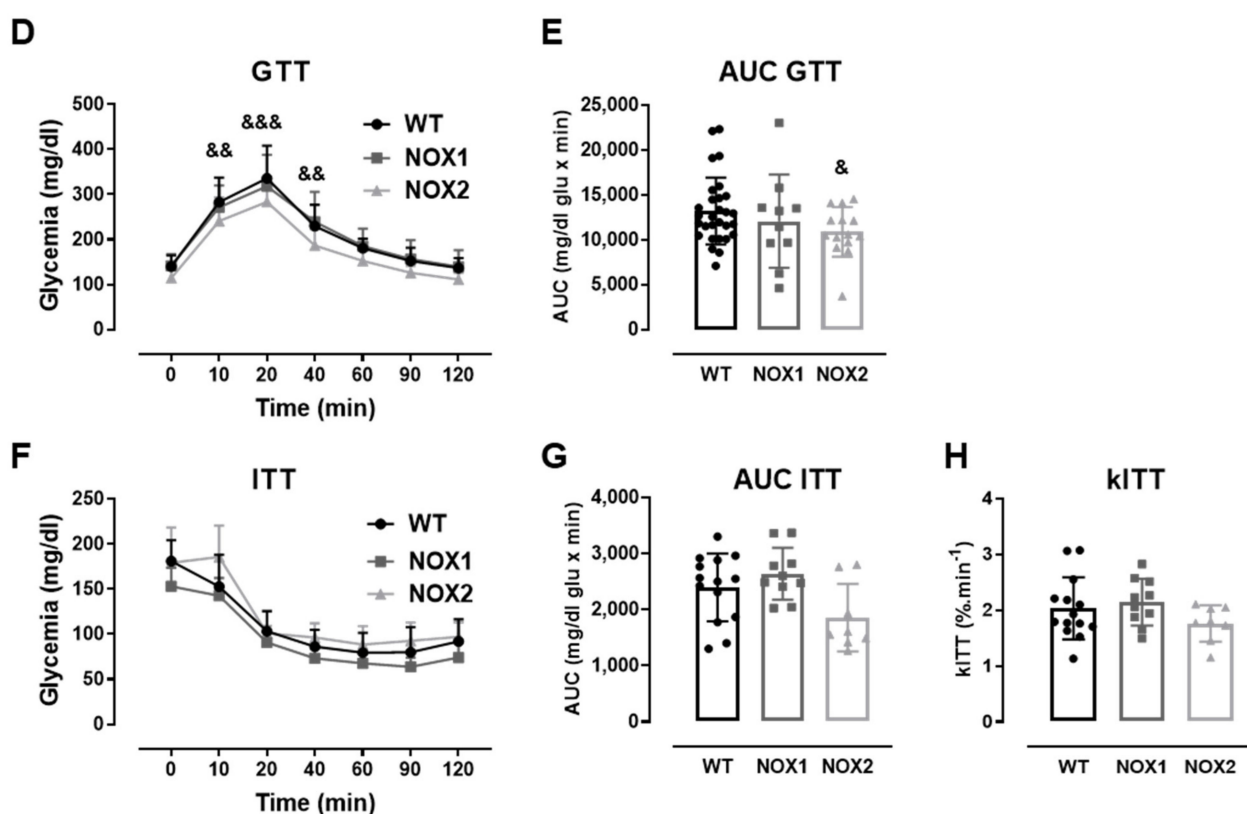 D
GTT
500
400
300
200
100
0
Glycemia (mg/dl)
&&
&&&
&&
WT
NOX1
NOX2
0 10 20 40 60 90 120
Time (min)
E
AUC GTT
25,000
20,000
15,000
10,000
5,000
0
AUC (mg/dl glu x min)
&
WT NOX1 NOX2
F
ITT
250
200
150
100
50
0
Glycemia (mg/dl)
WT
NOX1
NOX2
0 10 20 40 60 90 120
Time (min)
G
AUC ITT
4,000
3,000
2,000
1,000
0
AUC (mg/dl glu x min)
WT NOX1 NOX2
H
kITT
4
3
2
1
0
kITT (%.min-1)
WT NOX1 NOX2